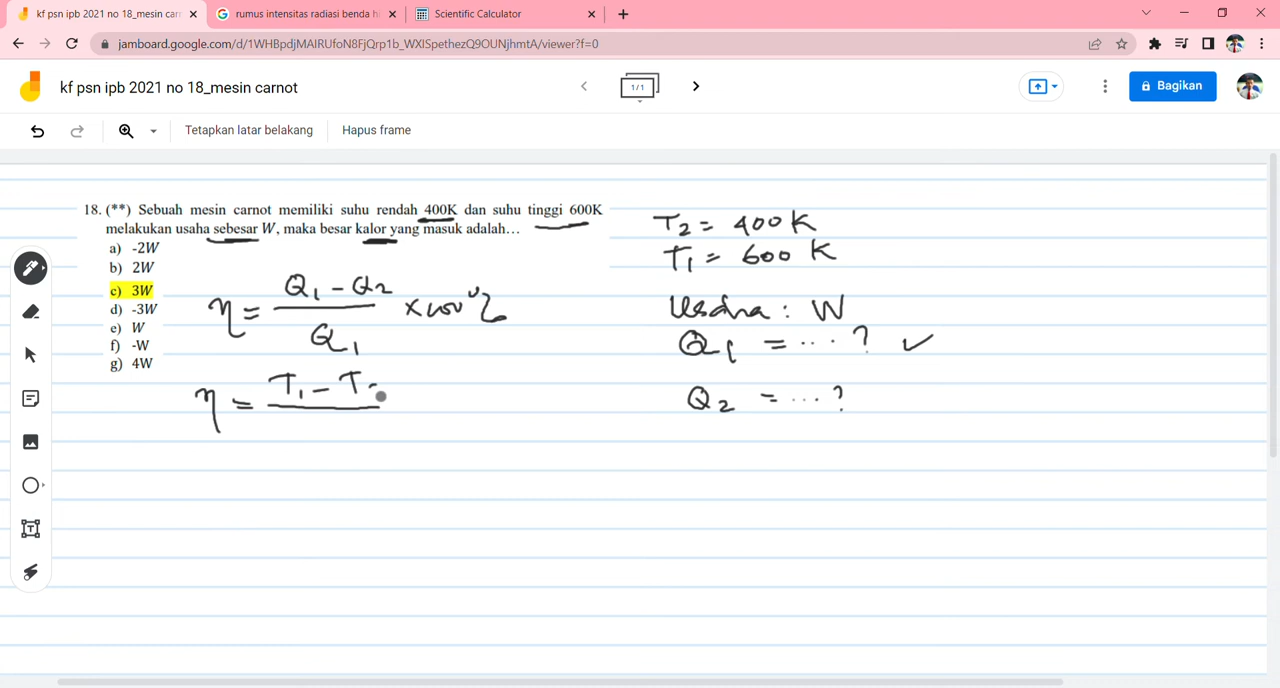 kf psn ipb 2021 no 18_mesin carn
rumus intensitas radiasi benda h
Scientific Calculator
jamboard.google.com/d/1WHBpdjMAIRUfoN8FjQrp1b_WXISpethezQ9OUNjhmtA/viewer?f=0
kf psn ipb 2021 no 18_mesin carnot
1/1
Bagikan
Tetapkan latar belakang
Hapus frame
18. (**) Sebuah mesin carnot memiliki suhu rendah 400K dan suhu tinggi 600K
melakukan usaha sebesar W, maka besar kalor yang masuk adalah…
a) -2W
b) 2W
c) 3W
d) -3W
e) W
f) -W
g) 4W
η = Q1 - Q2 / Q1 × 100 %
η = T1 - T2
T2 = 400 K
T1 = 600 K
Usaha : W
Q1 = ... ? ✓
Q2 = ... ?